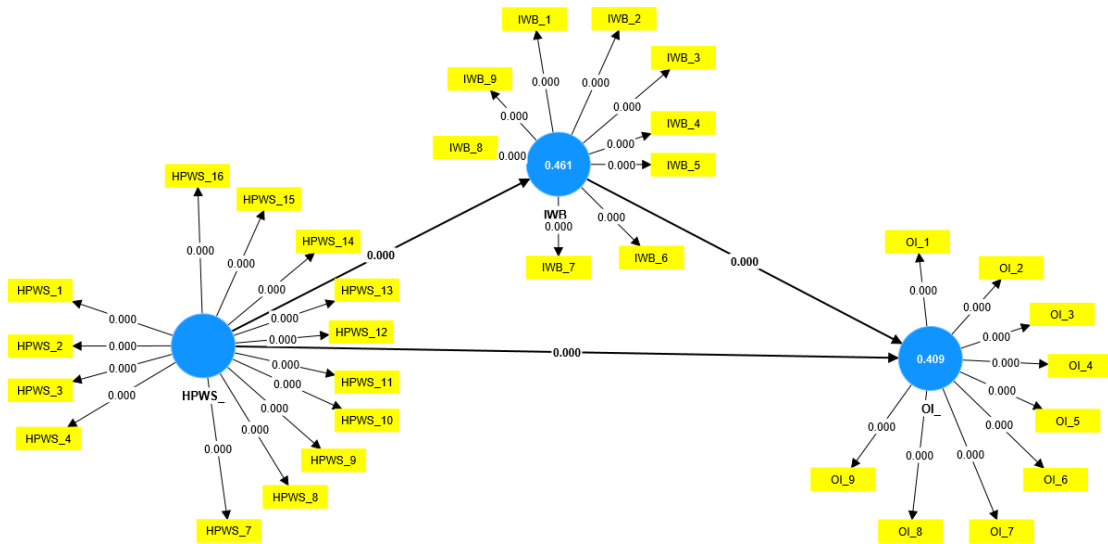 IWB_1
IWB_2
IWB_3
IWB_9
IWB_4
IWB_8
IWB_5
0.000
0.000
0.000
0.000
0.000
0.000
0.000
0.461
IWB
0.000
0.000
IWB_7
IWB_6
HPWS_16
HPWS_15
HPWS_14
HPWS_1
HPWS_13
HPWS_2
HPWS_12
HPWS_3
HPWS_11
HPWS_4
HPWS_10
HPWS_9
HPWS_8
HPWS_7
0.000
0.000
0.000
0.000
0.000
0.000
0.000
0.000
0.000
0.000
0.000
0.000
0.000
0.000
HPWS_
0.000
0.000
0.000
OI_1
OI_2
OI_3
OI_4
OI_5
OI_6
OI_7
OI_8
OI_9
0.000
0.000
0.000
0.000
0.000
0.000
0.000
0.000
0.000
0.409
OI_